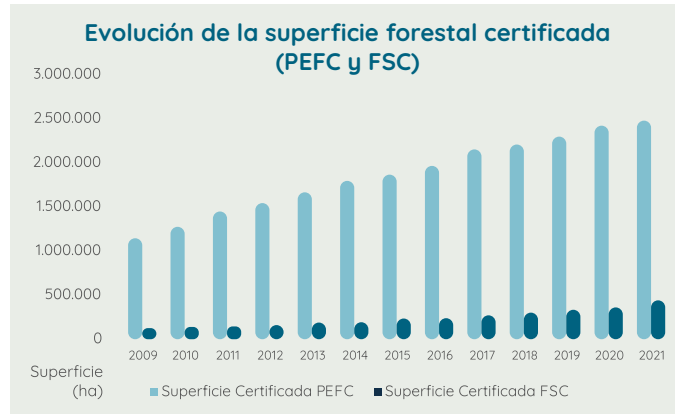 Evolución de la superficie forestal certificada
(PEFC y FSC)
3.000.000
2.500.000
2.000.000
1.500.000
1.000.000
500.000
0
2009 2010 2011 2012 2013 2014 2015 2016 2017 2018 2019 2020 2021
Superficie
(ha)
Superficie Certificada PEFC Superficie Certificada FSC